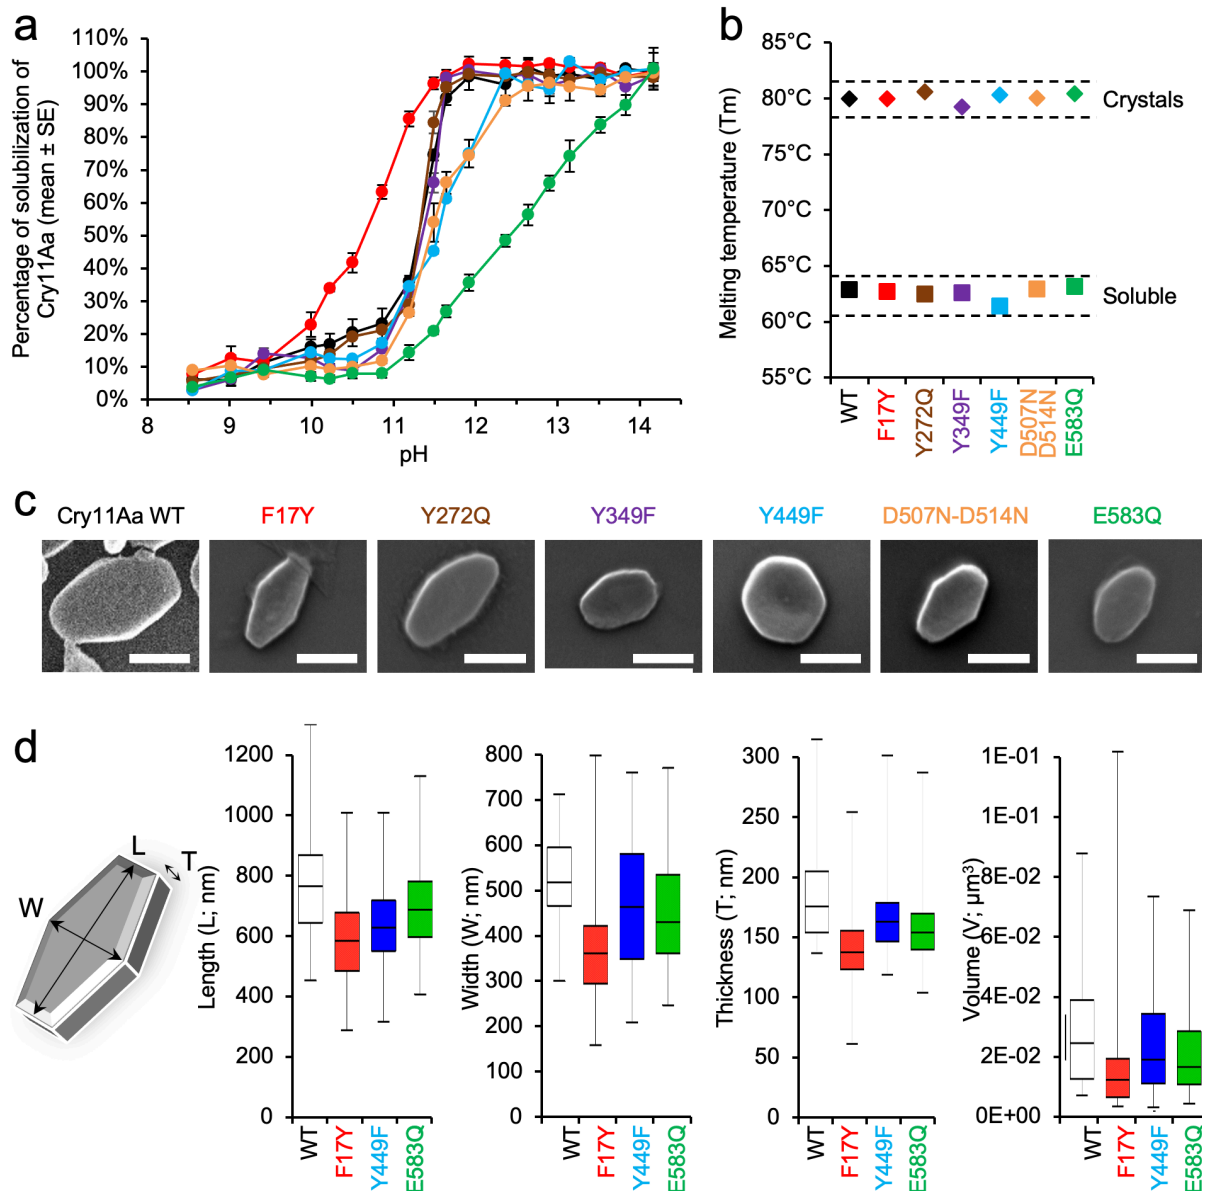 a
Percentage of solubilization of
Cry11Aa (mean ± SE)
110%
100%
90%
80%
70%
60%
50%
40%
30%
20%
10%
0%
8 9 10 11 12 13 14
pH
b
Melting temperature (Tm)
85°C
80°C
75°C
70°C
65°C
60°C
55°C
Crystals
Soluble
WT
F17Y
Y272Q
Y349F
Y449F
D507N
D514N
E583Q
c
Cry11Aa WT F17Y Y272Q Y349F Y449F D507N-D514N E583Q
d
L
T
W
Length (L; nm)
1200
1000
800
600
400
200
0
WT
F17Y
Y449F
E583Q
Width (W; nm)
800
700
600
500
400
300
200
100
0
WT
F17Y
Y449F
E583Q
Thickness (T; nm)
300
250
200
150
100
50
0
WT
F17Y
Y449F
E583Q
Volume (V; µm³)
1E-01
1E-01
8E-02
6E-02
4E-02
2E-02
0E+00
WT
F17Y
Y449F
E583Q